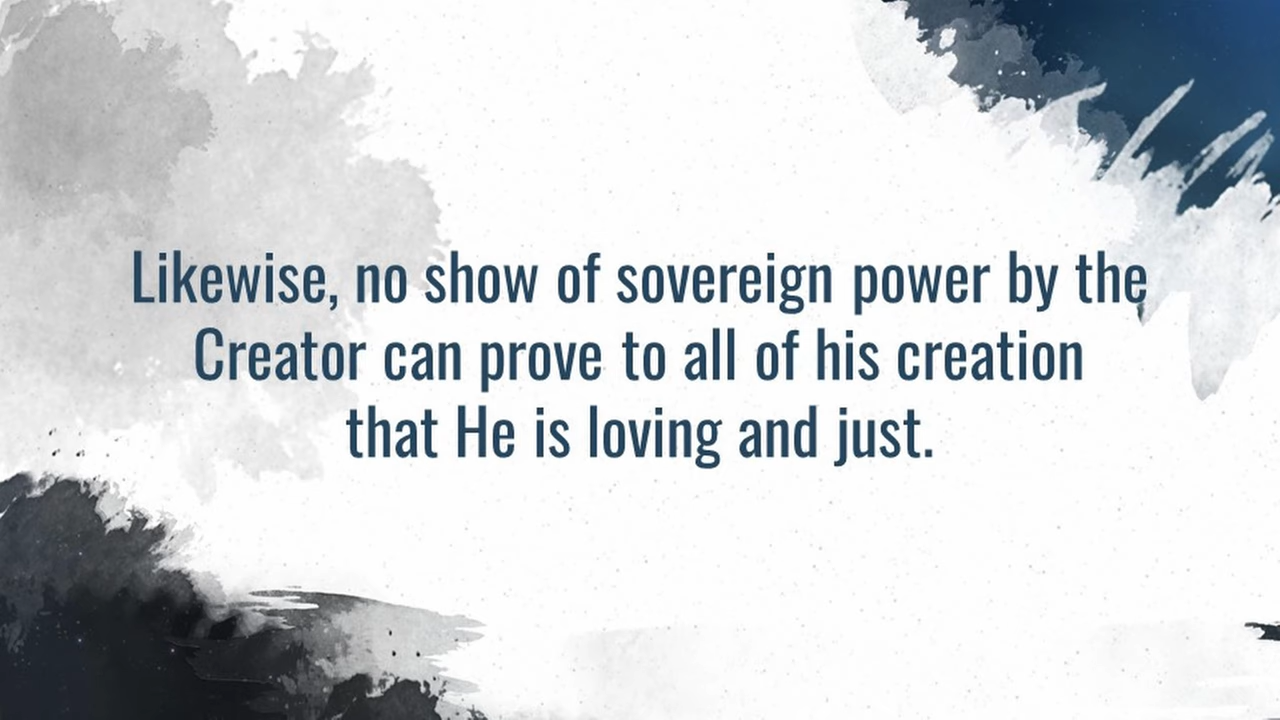 Likewise, no show of sovereign power by the
Creator can prove to all of his creation
that He is loving and just.